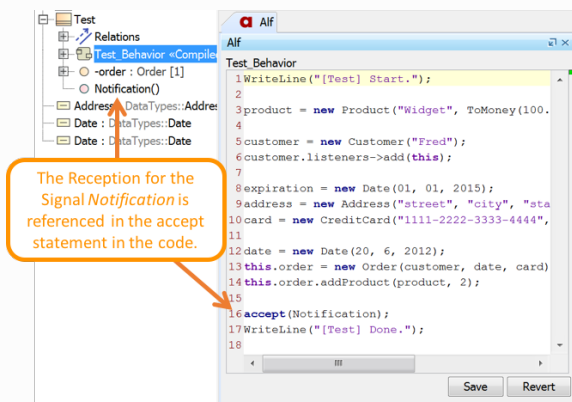 Test
Relations
Test_Behavior «Compile
-order : Order [1]
Notification()
Address : DataTypes::Addres
Date : DataTypes::Date
Date : DataTypes::Date
The Reception for the
Signal Notification is
referenced in the accept
statement in the code.
Alf
Alf
Test_Behavior
1 WriteLine("[Test] Start.");
2
3 product = new Product("Widget", ToMoney(100.
4
5 customer = new Customer("Fred");
6 customer.listeners->add(this);
7
8 expiration = new Date(01, 01, 2015);
9 address = new Address("street", "city", "sta
10 card = new CreditCard("1111-2222-3333-4444",
11
12 date = new Date(20, 6, 2012);
13 this.order = new Order(customer, date, card)
14 this.order.addProduct(product, 2);
15
16 accept(Notification);
17 WriteLine("[Test] Done.");
18
Save Revert